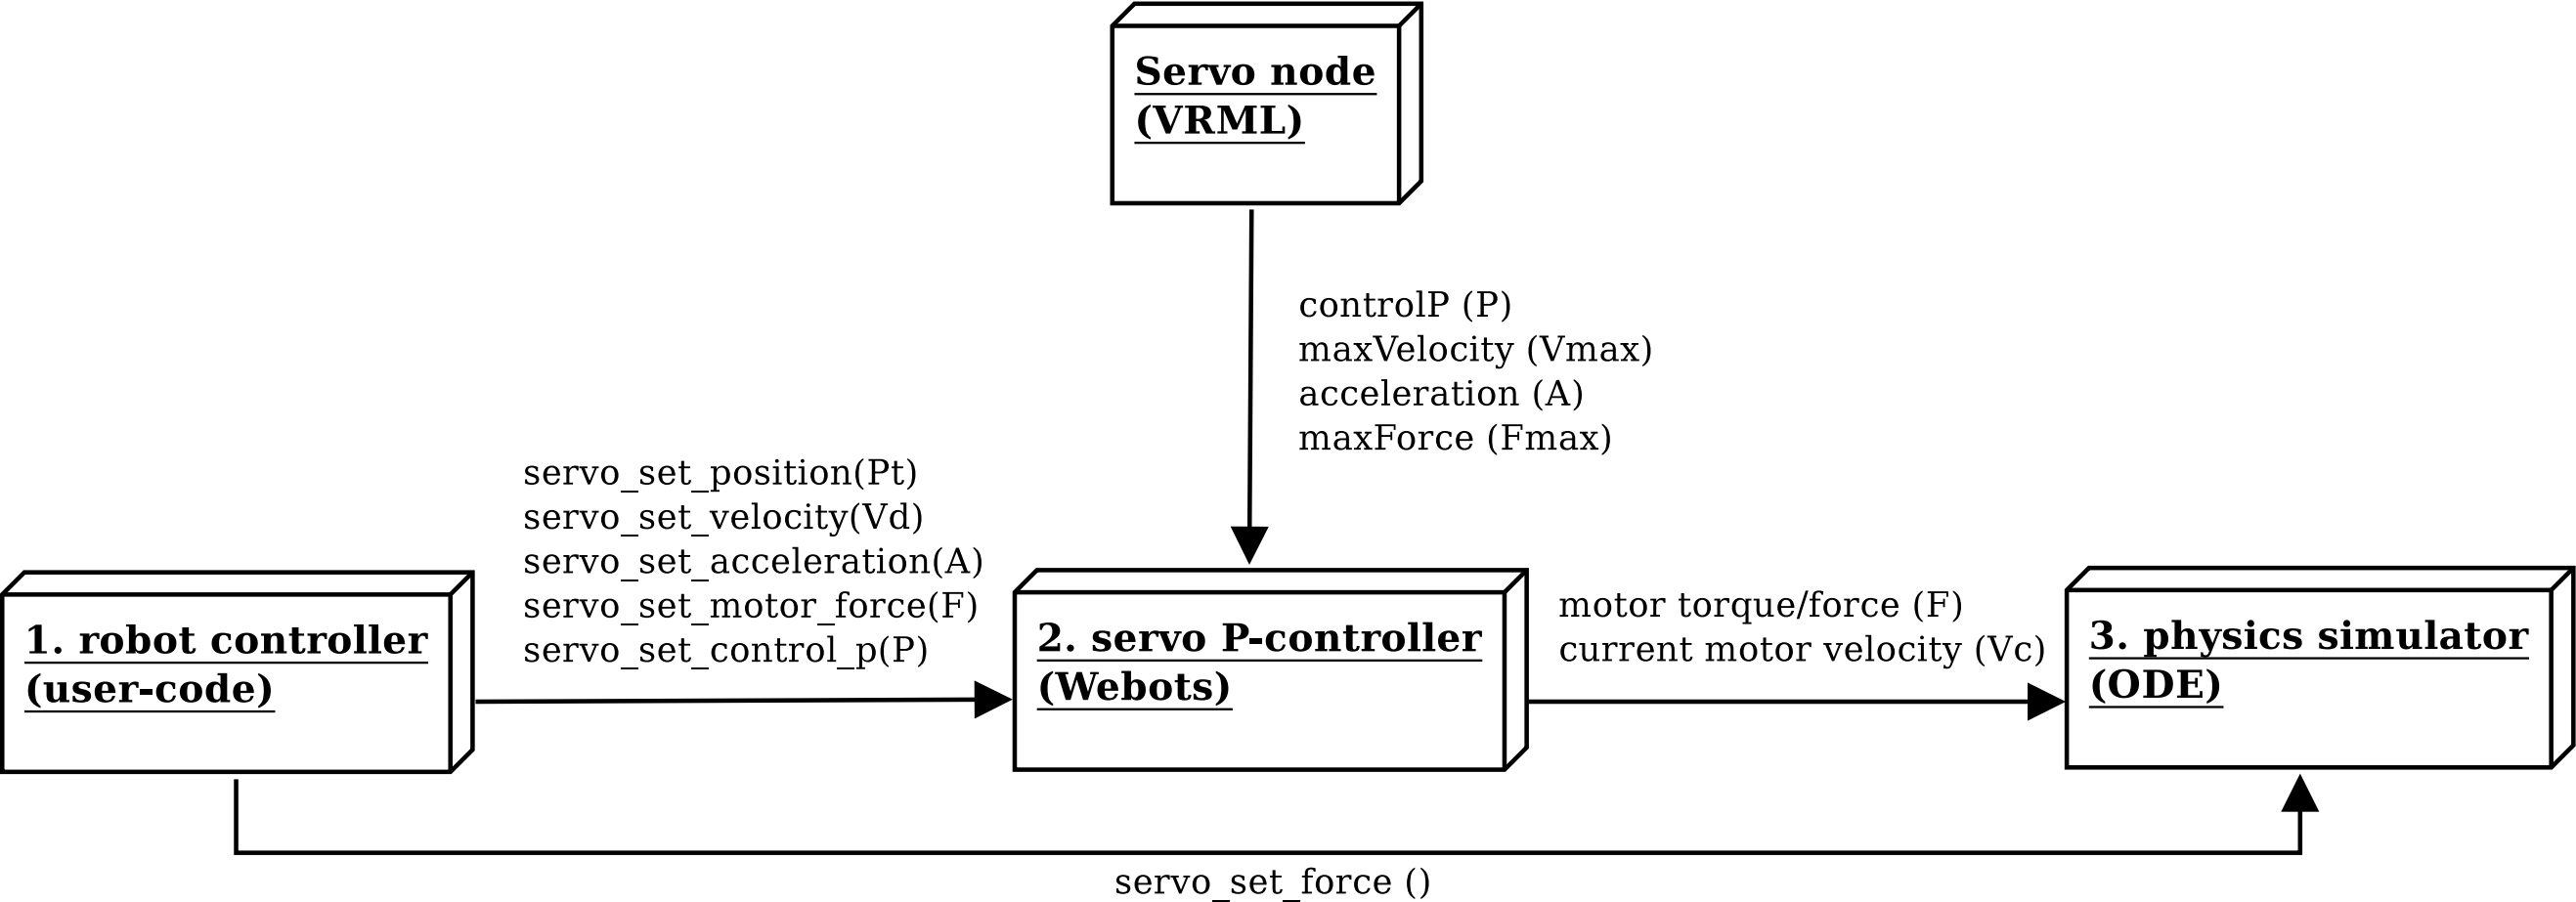 Servo node
(VRML)
controlP (P)
maxVelocity (Vmax)
acceleration (A)
maxForce (Fmax)
servo_set_position(Pt)
servo_set_velocity(Vd)
servo_set_acceleration(A)
servo_set_motor_force(F)
servo_set_control_p(P)
1. robot controller
(user-code)
2. servo P-controller
(Webots)
motor torque/force (F)
current motor velocity (Vc)
3. physics simulator
(ODE)
servo_set_force ()